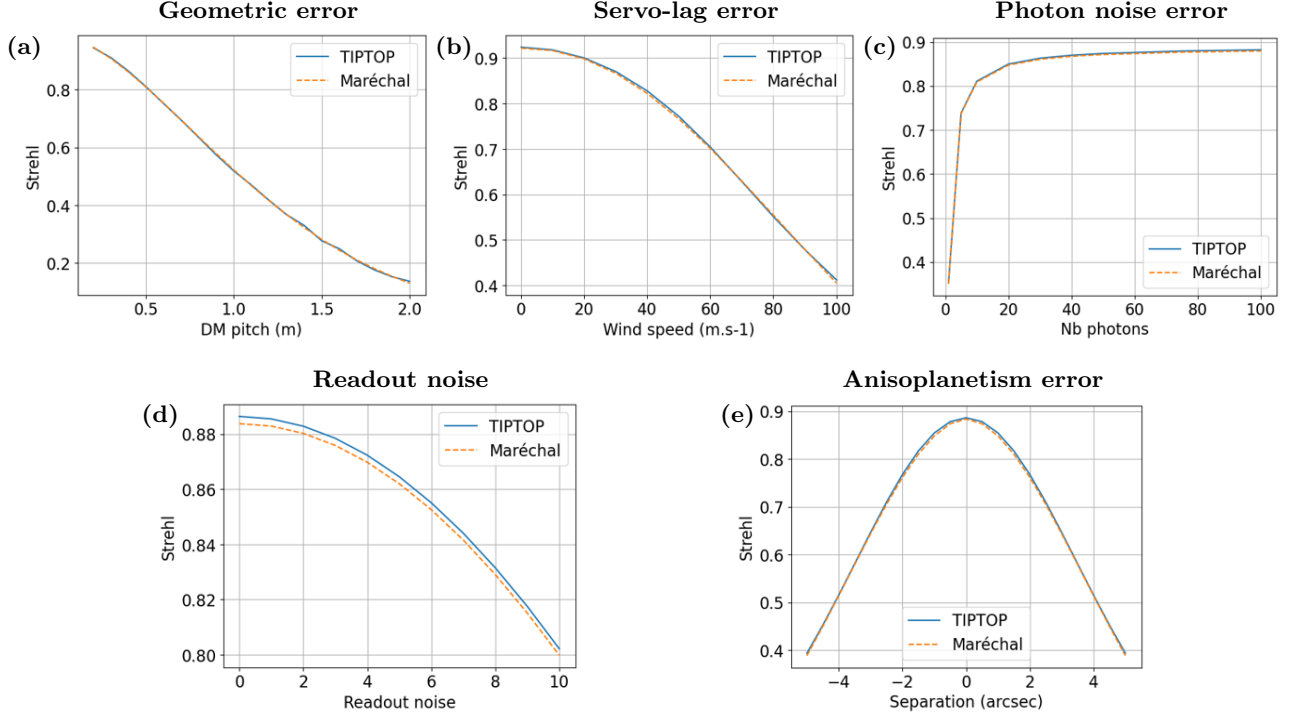 Geometric error
Servo-lag error
Photon noise error
(a)
(b)
(c)
TIPTOP
Maréchal
Strehl
0.8
0.6
0.4
0.2
0.5
1.0
1.5
2.0
DM pitch (m)
TIPTOP
Maréchal
Strehl
0.9
0.8
0.7
0.6
0.5
0.4
0
20
40
60
80
100
Wind speed (m.s-1)
TIPTOP
Maréchal
Strehl
0.9
0.8
0.7
0.6
0.5
0.4
0
20
40
60
80
100
Nb photons
Readout noise
Anisoplanetism error
(d)
(e)
TIPTOP
Maréchal
Strehl
0.88
0.86
0.84
0.82
0.80
0
2
4
6
8
10
Readout noise
TIPTOP
Maréchal
Strehl
0.9
0.8
0.7
0.6
0.5
0.4
−4
−2
0
2
4
Separation (arcsec)